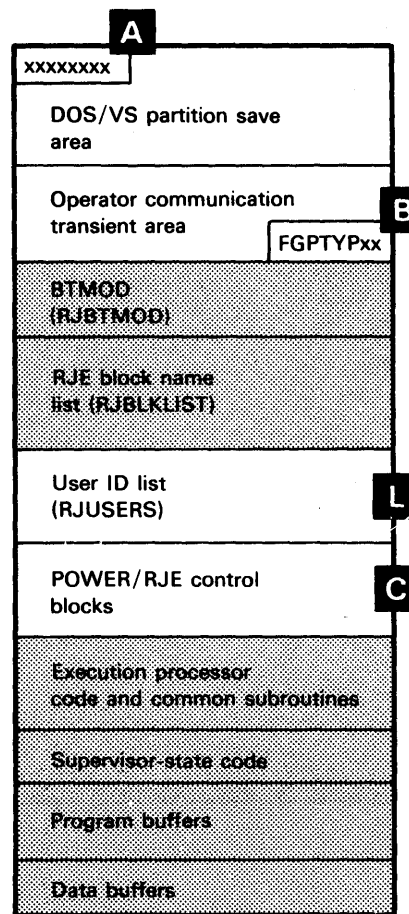 A
xxxxxxxx
DOS/VS partition save
area
Operator communication
transient area
B
FGPTYPxx
BTMOD
(RJBTMOD)
RJE block name
list (RJBLKLIST)
User ID list
(RJUSERS)
L
POWER/RJE control
blocks
C
Execution processor
code and common subroutines
Supervisor-state code
Program buffers
Data buffers